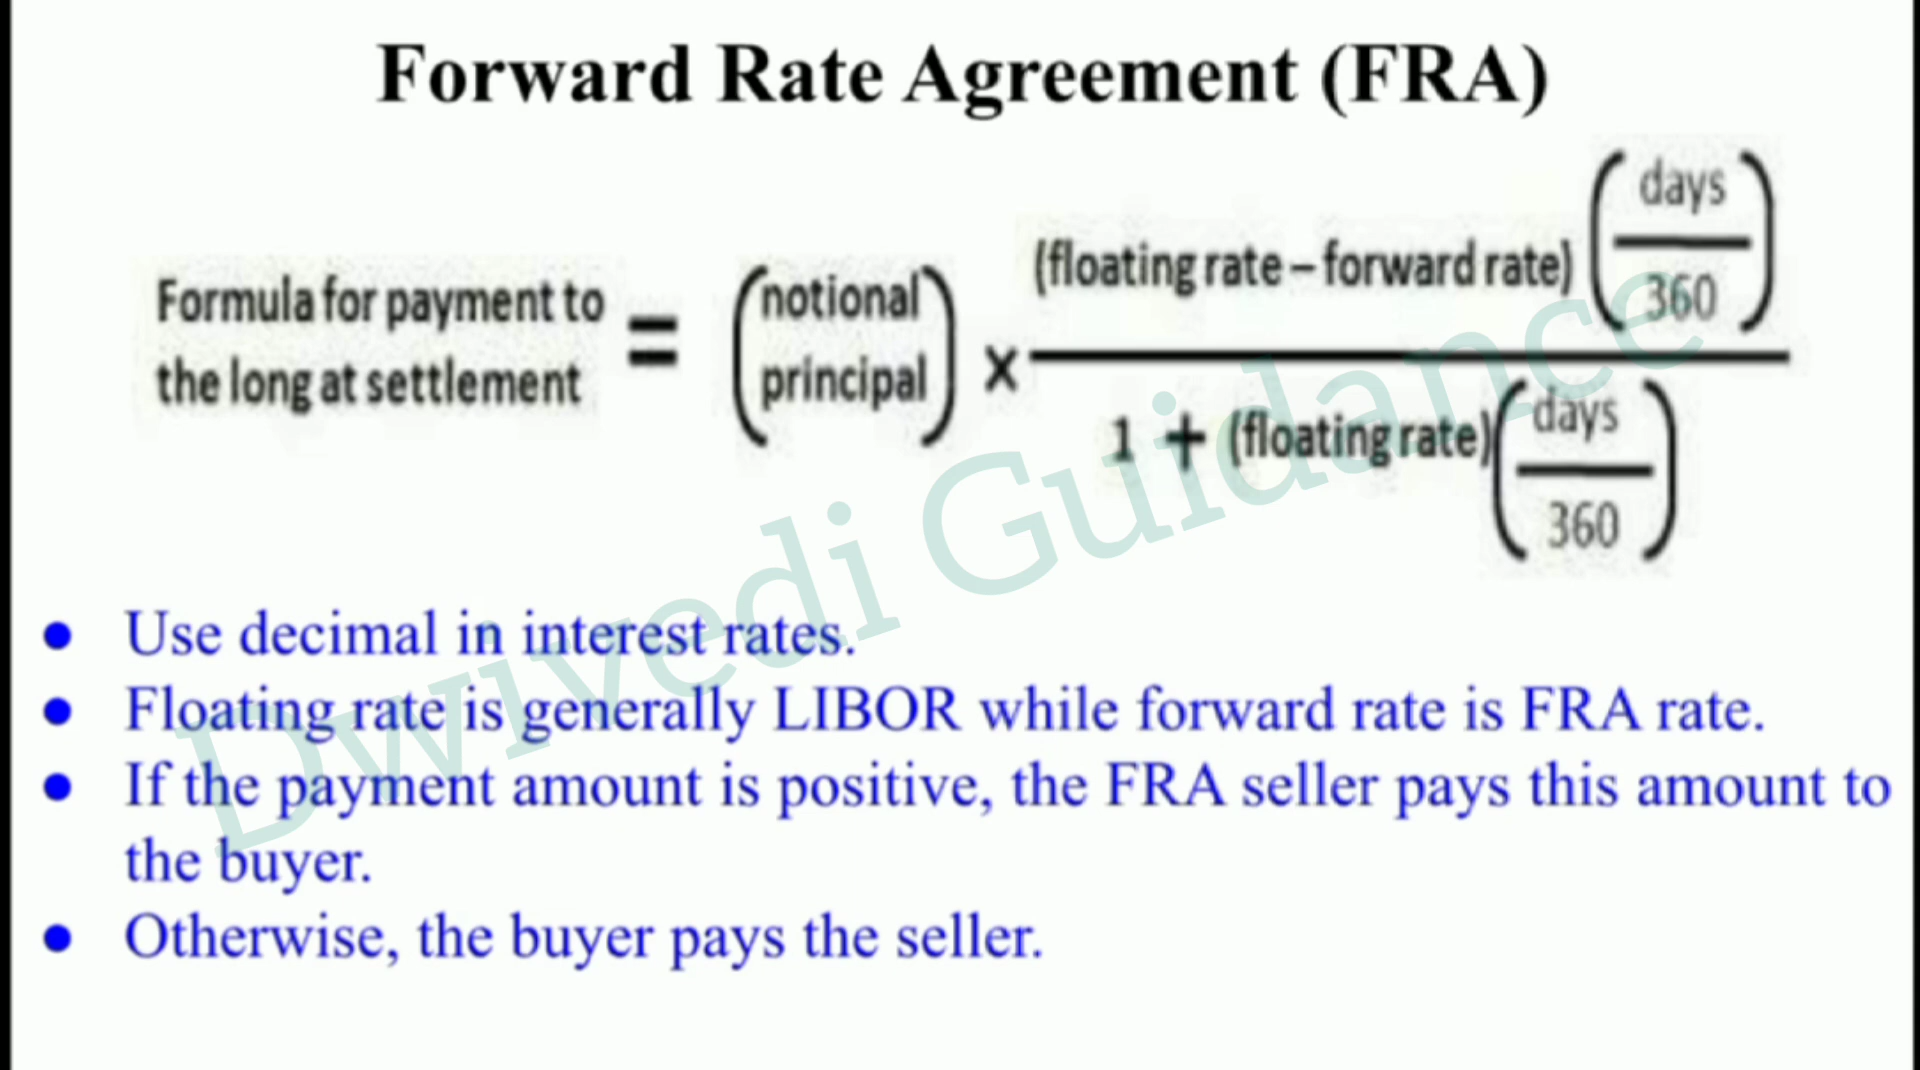 Forward Rate Agreement (FRA)
Formula for payment to
the long at settlement
=
(notional
principal)
×
(floating rate – forward rate) (days
360)
1 + (floating rate) (days
360)
Dwivedi Guidance
● Use decimal in interest rates.
● Floating rate is generally LIBOR while forward rate is FRA rate.
● If the payment amount is positive, the FRA seller pays this amount to
the buyer.
● Otherwise, the buyer pays the seller.